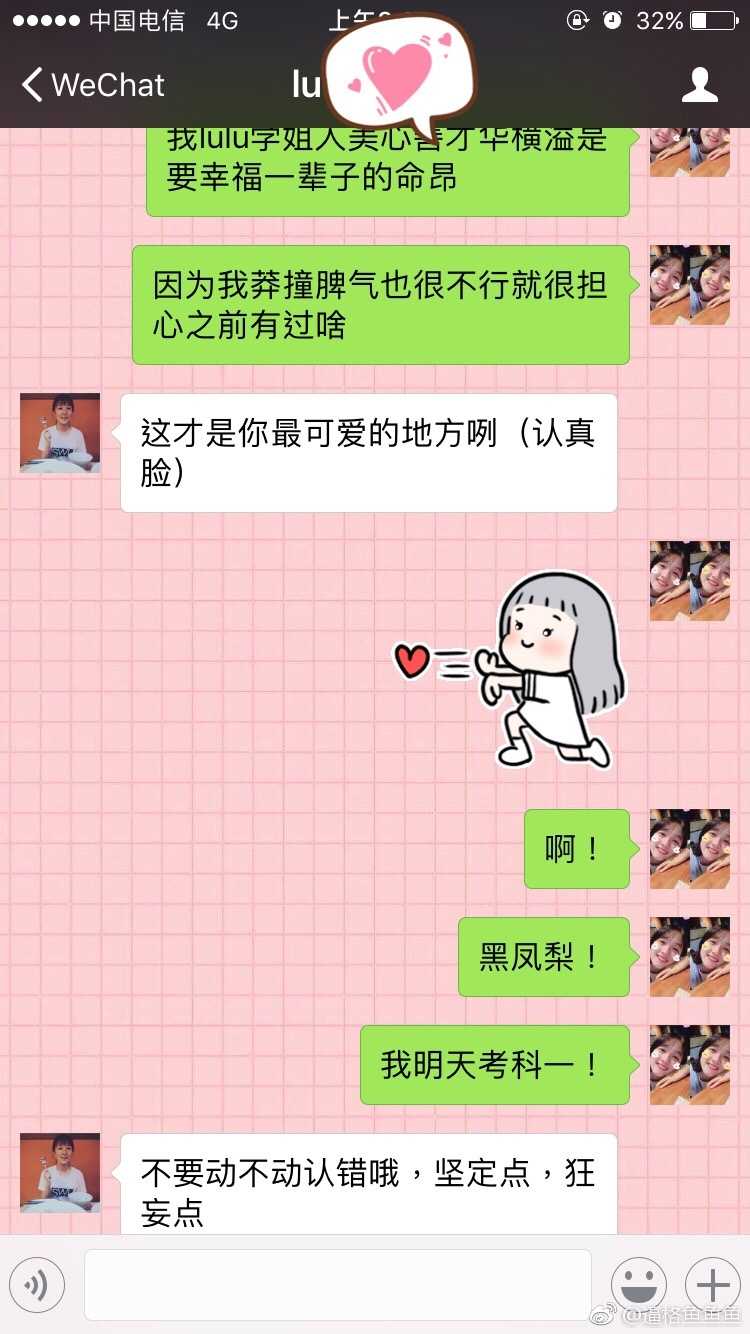 中国电信 4G
上午
32%
WeChat
lu
我lulu学姐人美心善才华横溢是
要幸福一辈子的命昂
因为我莽撞脾气也很不行就很担
心之前有过啥
这才是你最可爱的地方咧（认真
脸）
啊！
黑凤梨！
我明天考科一！
不要动不动认错哦，坚定点，狂
妄点